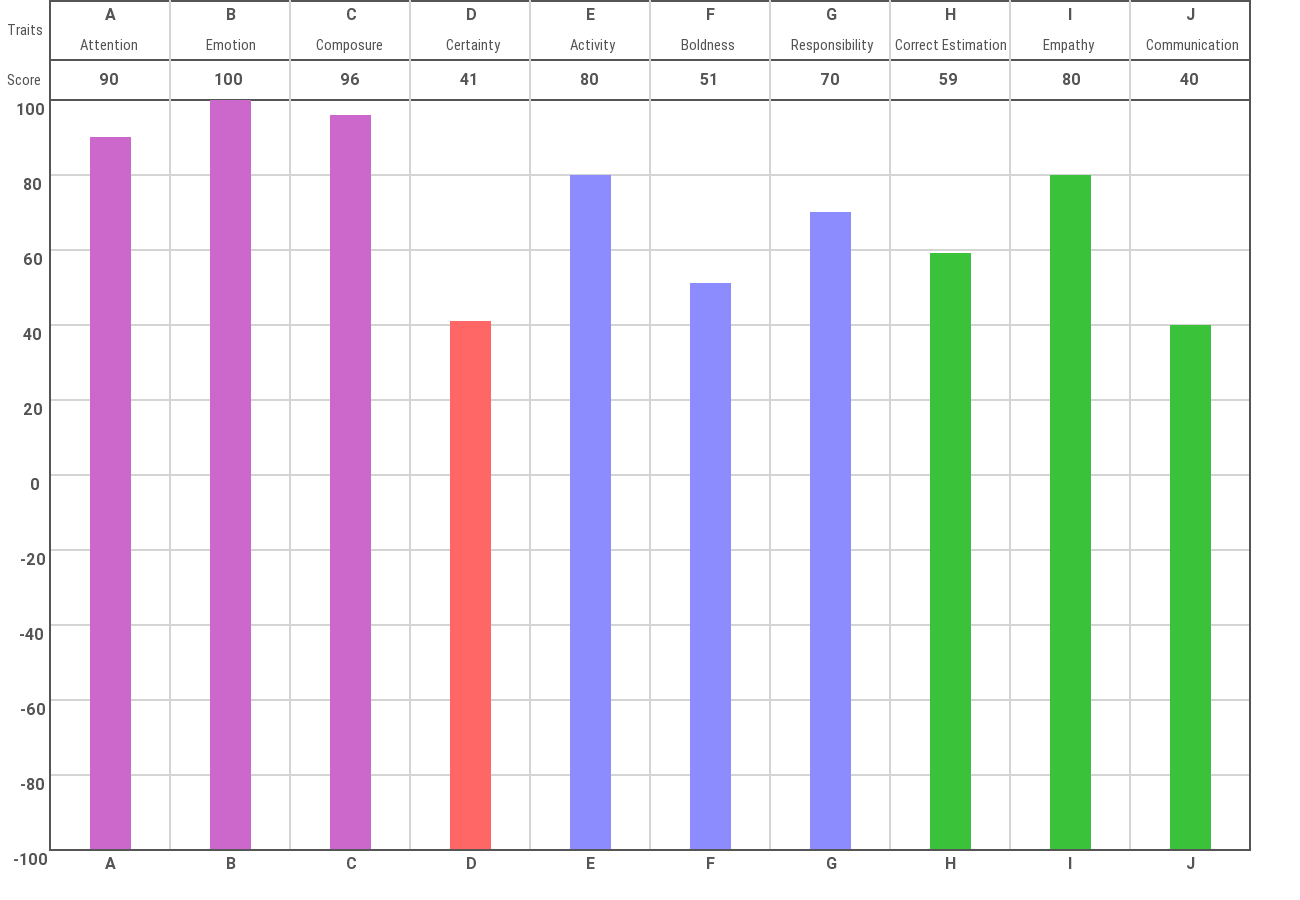 A B C D E F G H I J
Traits
Attention Emotion Composure Certainty Activity Boldness Responsibility Correct Estimation Empathy Communication
Score 90 100 96 41 80 51 70 59 80 40
100
80
60
40
20
0
-20
-40
-60
-80
-100
A B C D E F G H I J